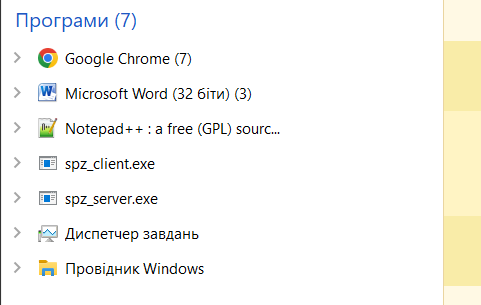 Програми (7)
Google Chrome (7)
Microsoft Word (32 біти) (3)
Notepad++ : a free (GPL) sourc...
spz_client.exe
spz_server.exe
Диспетчер завдань
Провідник Windows